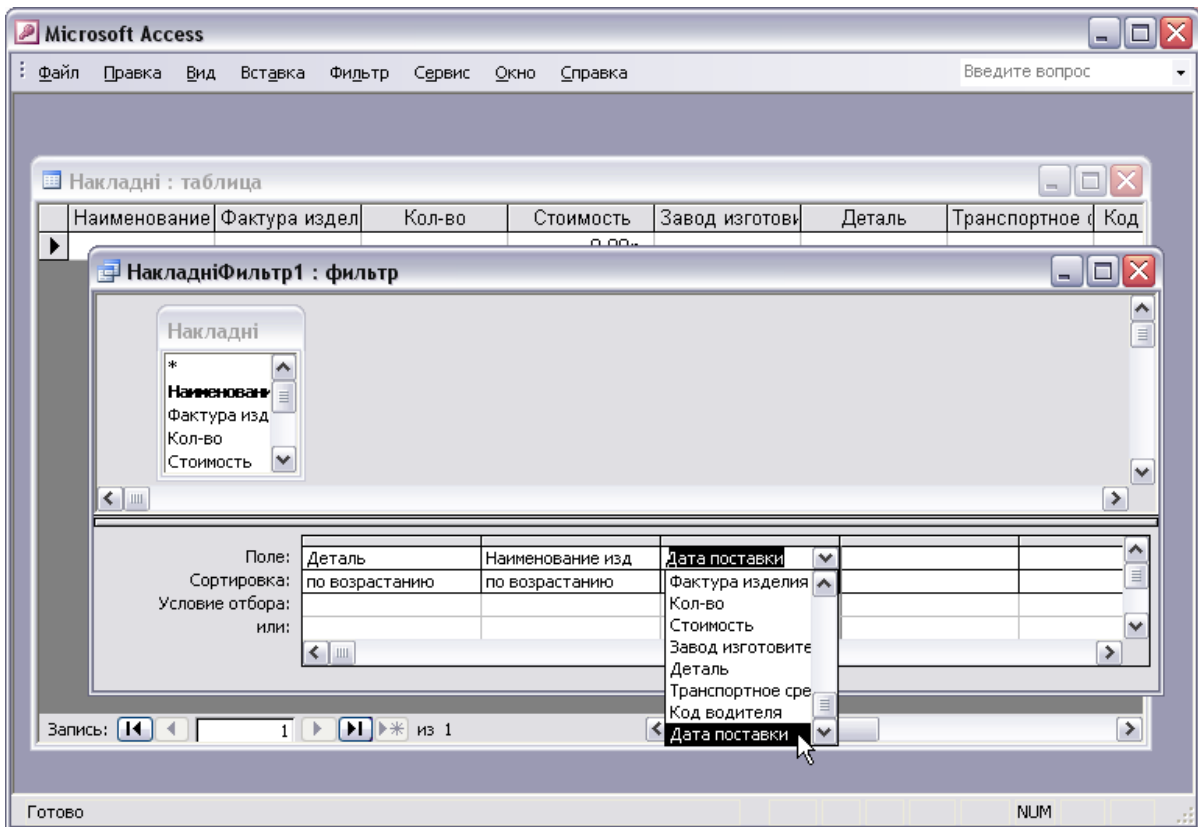 Microsoft Access
Файл Правка Вид Вставка Фильтр Сервис Окно Справка Введите вопрос
Накладні : таблица
Наименование Фактура издел Кол-во Стоимость Завод изготови Деталь Транспортное с Код
НакладніФильтр1 : фильтр
Накладні
*
Наименовани
Фактура изд
Кол-во
Стоимость
Поле: Деталь Наименование изд Дата поставки
Сортировка: по возрастанию по возрастанию Фактура изделия
Условие отбора: Кол-во
или: Стоимость
Завод изготовите
Деталь
Транспортное сре
Код водителя
Дата поставки
Запись: 1 из 1
Готово NUM